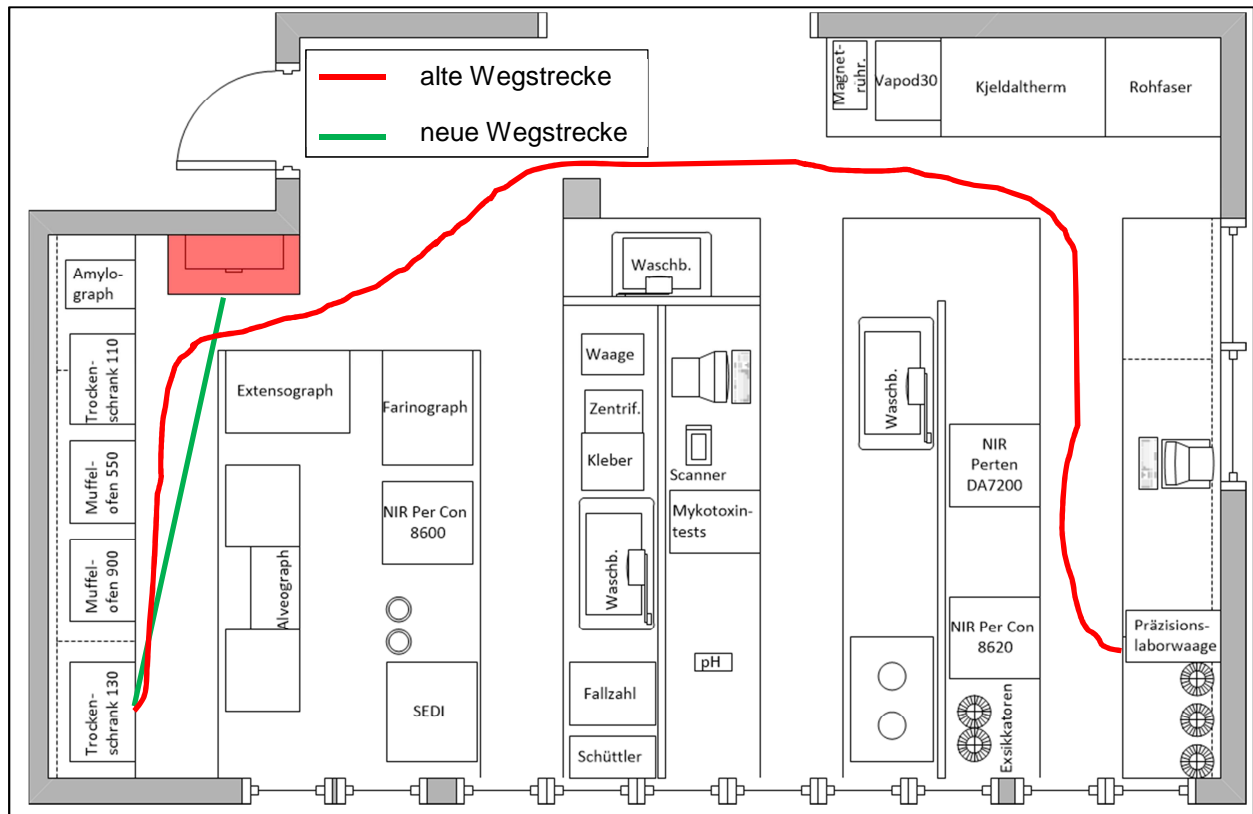 alte Wegstrecke
neue Wegstrecke
Magnet-
rühr.
Vapod30
Kjeldaltherm
Rohfaser
Amylo-
graph
Trocken-
schrank 110
Muffel-
ofen 550
Muffel-
ofen 900
Trocken-
schrank 130
Extensograph
Farinograph
NIR Per Con
8600
Alveograph
SEDI
Waschb.
Waage
Zentrif.
Kleber
Waschb.
Fallzahl
Schüttler
Scanner
Mykotoxin-
tests
pH
Waschb.
NIR
Perten
DA7200
NIR Per Con
8620
Exsikkatoren
Präzisions-
laborwaage